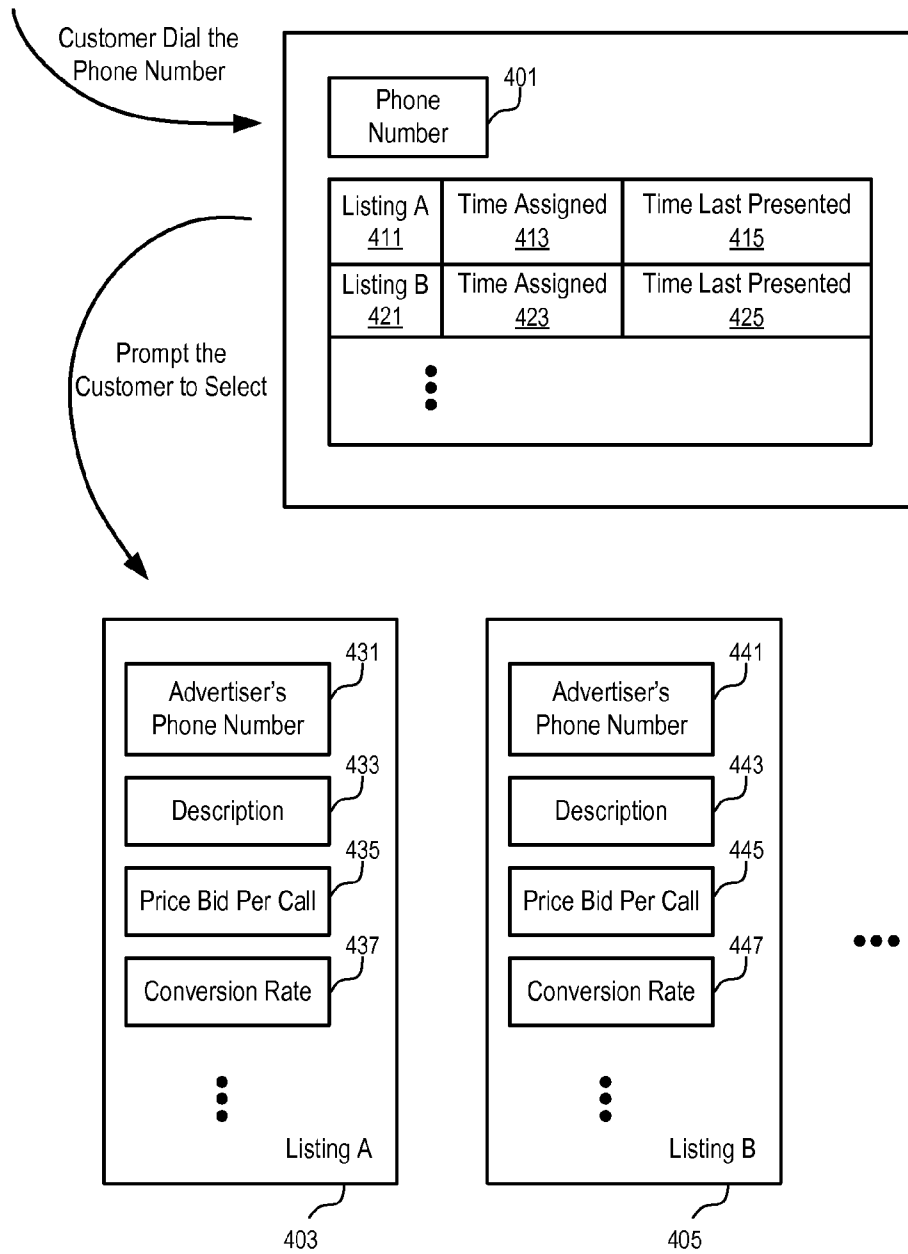 Customer Dial the
Phone Number
401
Phone
Number
Listing A Time Assigned Time Last Presented
411 413 415
Listing B Time Assigned Time Last Presented
421 423 425
Prompt the
Customer to Select
431 441
Advertiser's Advertiser's
Phone Number Phone Number
433 443
Description Description
435 445
Price Bid Per Call Price Bid Per Call
437 447
Conversion Rate Conversion Rate
Listing A Listing B
403 405